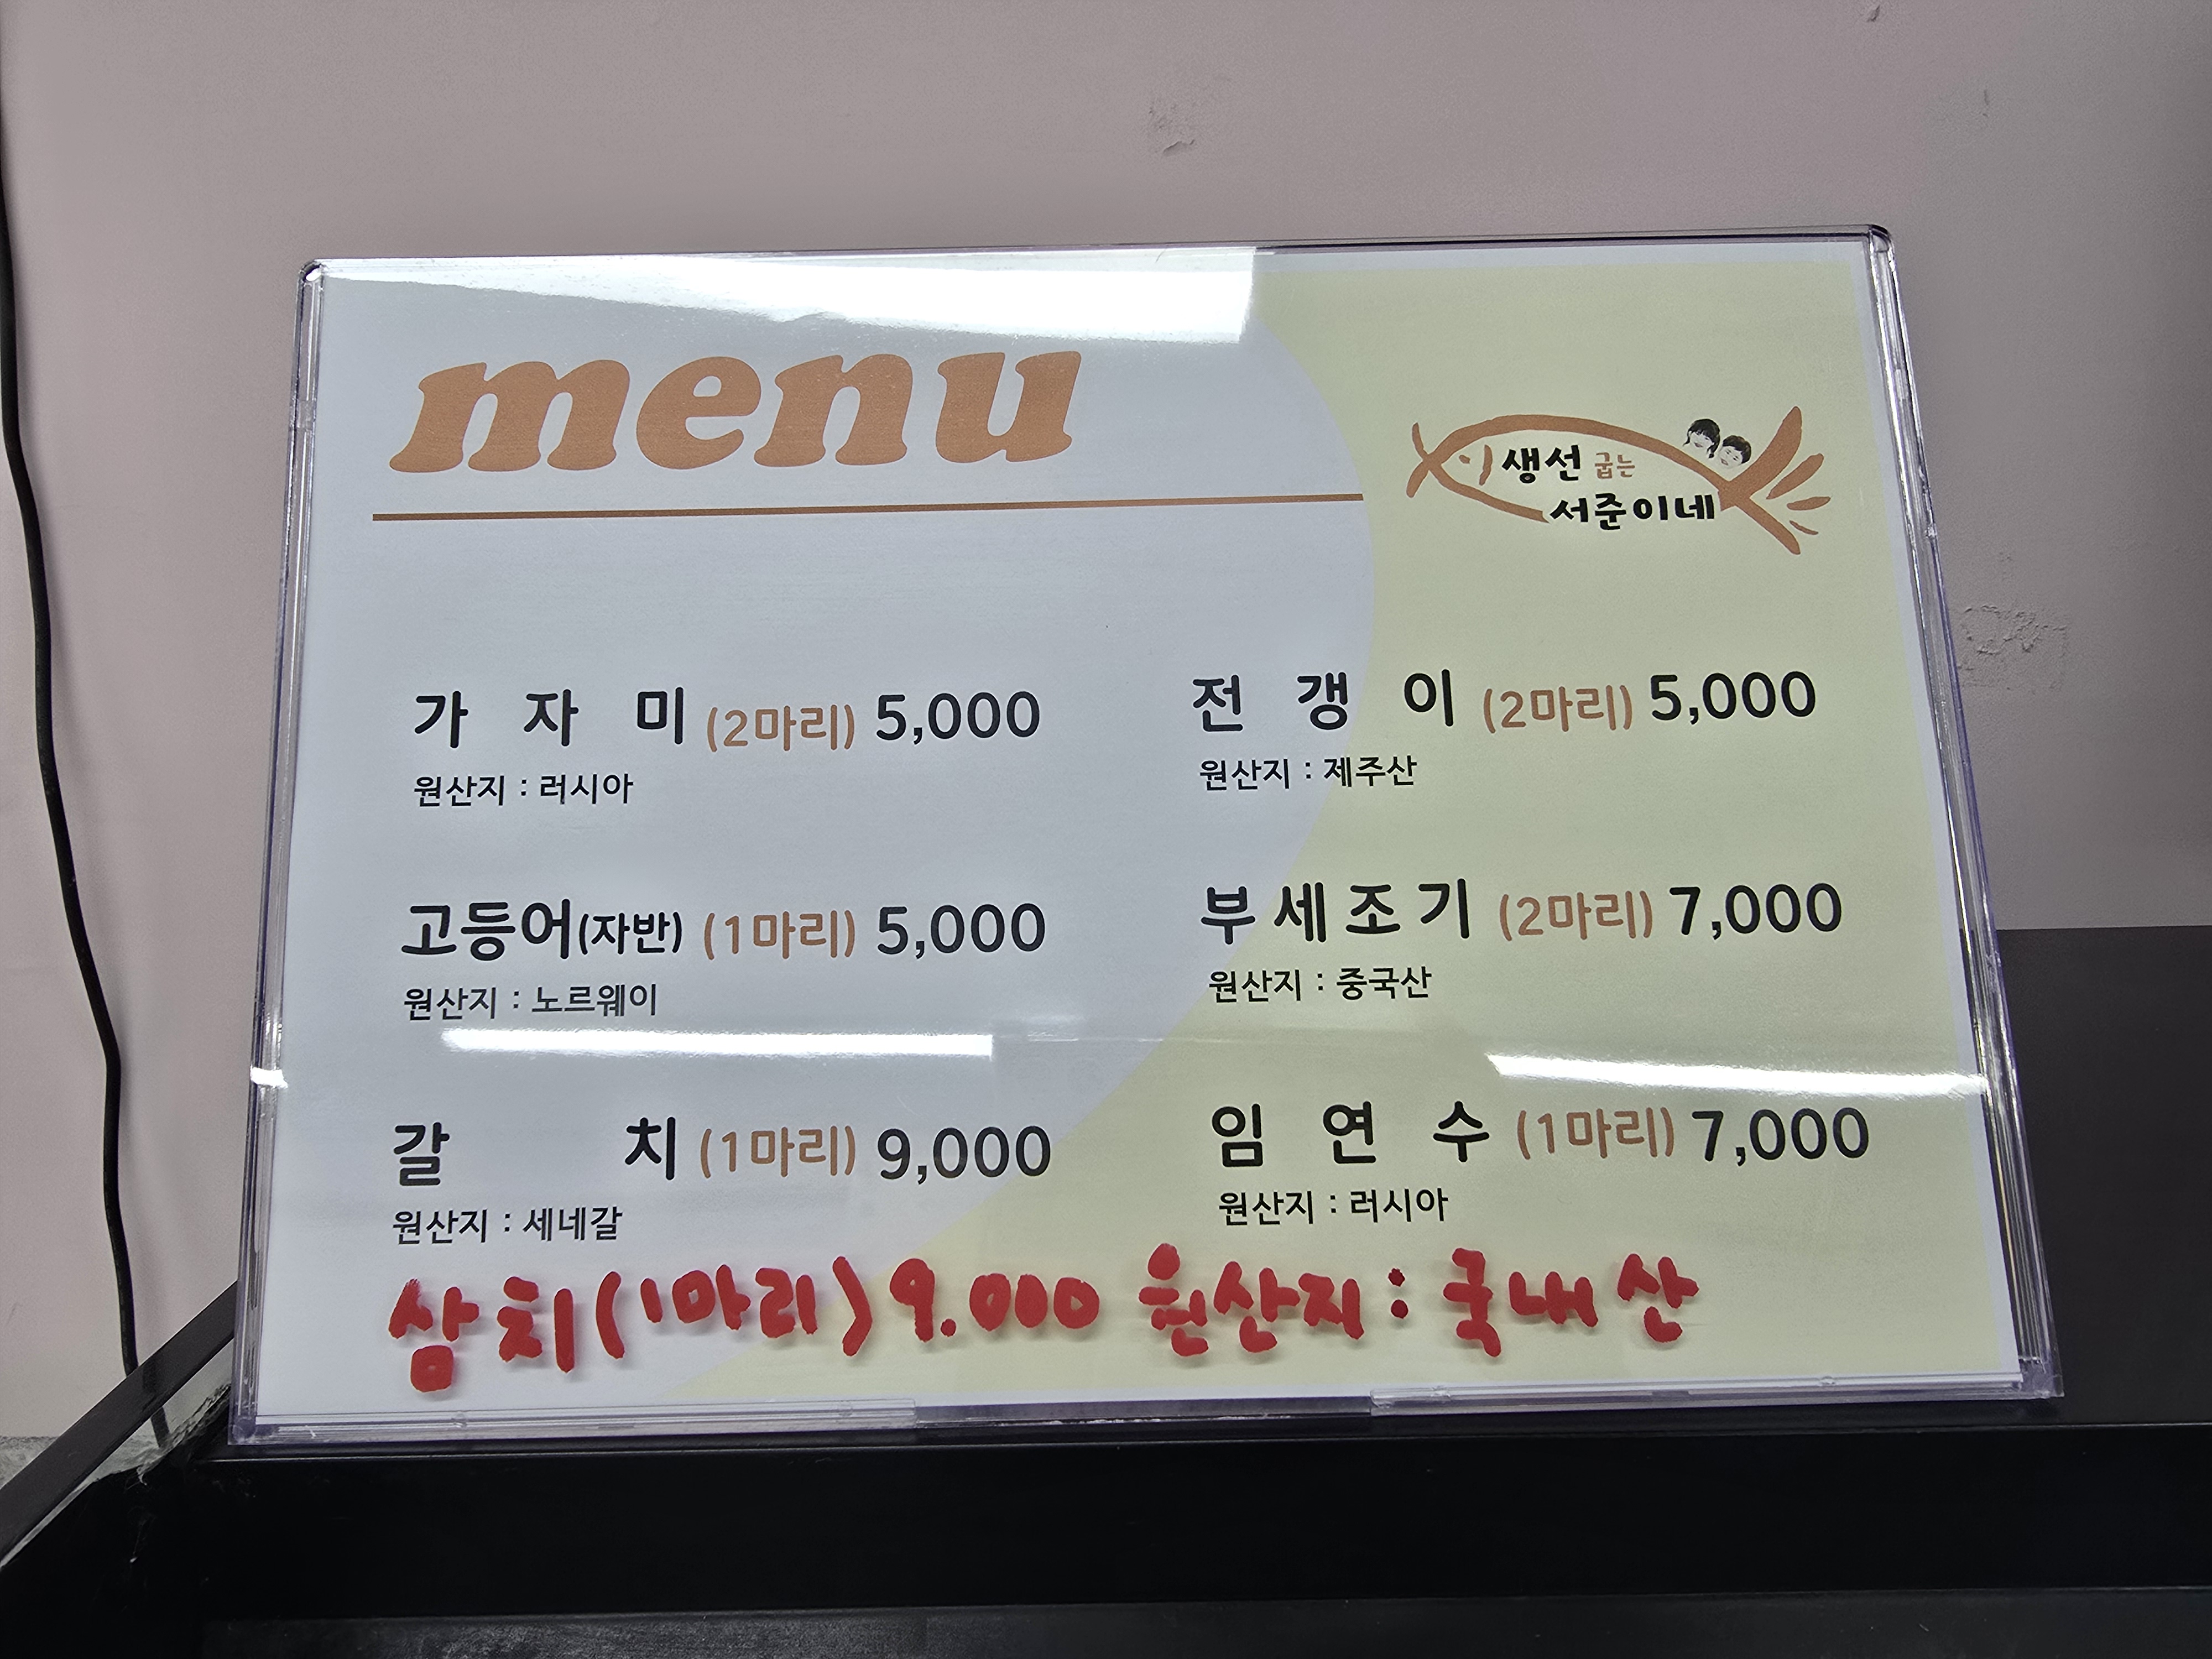 menu
생선 굽는
서준이네
가 자 미 (2마리) 5,000
원산지 : 러시아
전 갱 이 (2마리) 5,000
원산지 : 제주산
고등어(자반) (1마리) 5,000
원산지 : 노르웨이
부세조기 (2마리) 7,000
원산지 : 중국산
갈 치 (1마리) 9,000
원산지 : 세네갈
임 연 수 (1마리) 7,000
원산지 : 러시아
삼치(1마리) 9.000 원산지 : 국내산